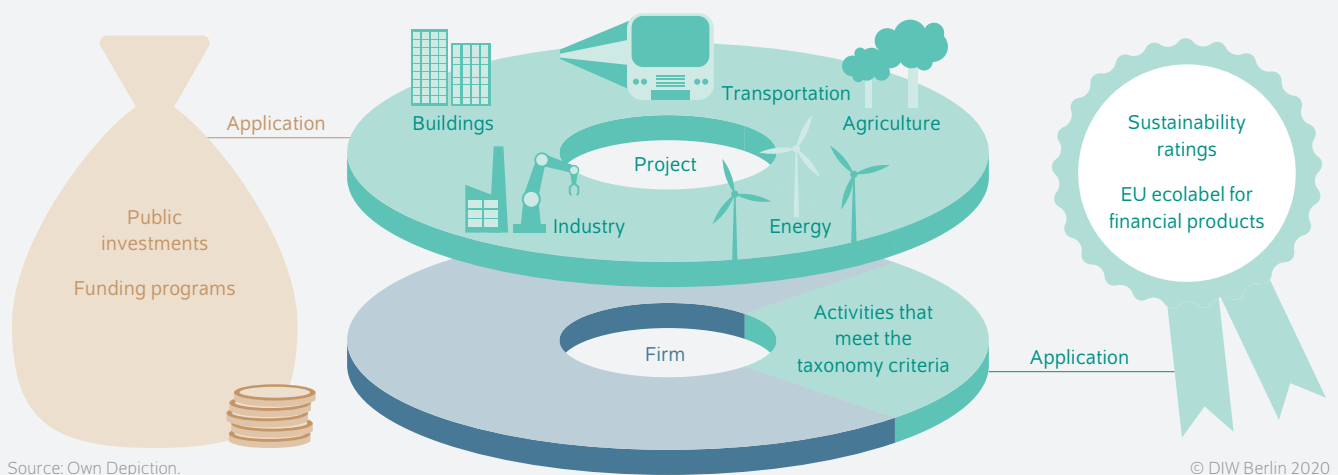 Application
Public
investments
Funding programs
Buildings
Transportation
Agriculture
Project
Industry
Energy
Firm
Activities that
meet the
taxonomy criteria
Application
Sustainability
ratings
EU ecolabel for
financial products
Source: Own Depiction.
© DIW Berlin 2020